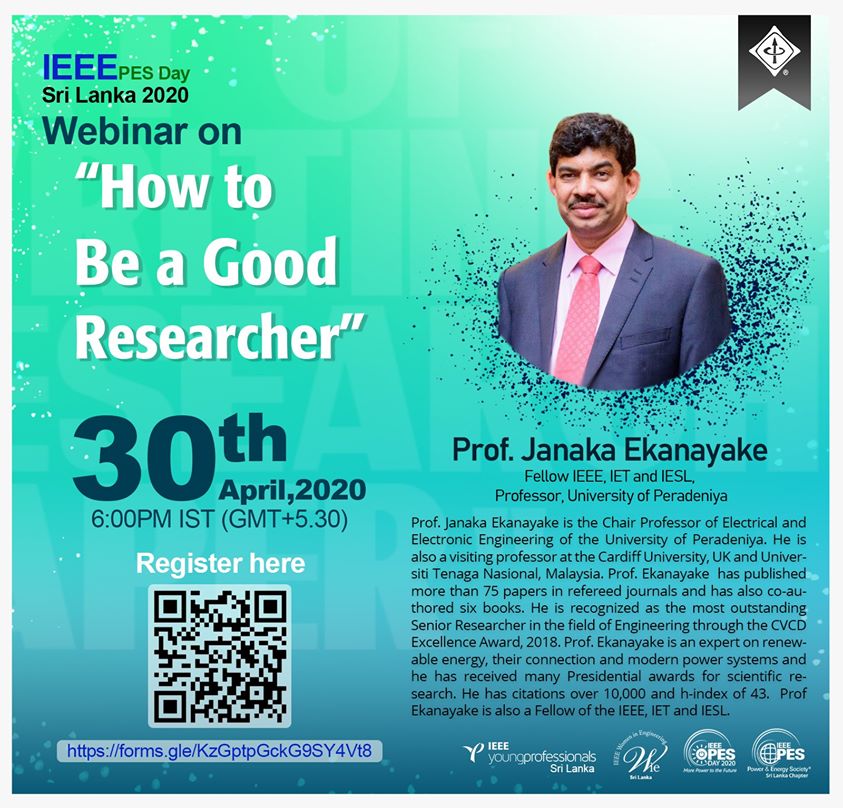 IEEE PES Day
Sri Lanka 2020
Webinar on
“How to
Be a Good
Researcher”
30th
April,2020
6:00PM IST (GMT+5.30)
Register here
https://forms.gle/KzGptpGckG9SY4Vt8
Prof. Janaka Ekanayake
Fellow IEEE, IET and IESL,
Professor, University of Peradeniya
Prof. Janaka Ekanayake is the Chair Professor of Electrical and
Electronic Engineering of the University of Peradeniya. He is
also a visiting professor at the Cardiff University, UK and Univer-
siti Tenaga Nasional, Malaysia. Prof. Ekanayake has published
more than 75 papers in refereed journals and has also co-au-
thored six books. He is recognized as the most outstanding
Senior Researcher in the field of Engineering through the CVCD
Excellence Award, 2018. Prof. Ekanayake is an expert on renew-
able energy, their connection and modern power systems and
he has received many Presidential awards for scientific re-
search. He has citations over 10,000 and h-index of 43. Prof
Ekanayake is also a Fellow of the IEEE, IET and IESL.
IEEE
youngprofessionals
Sri Lanka
IEEE Women in Engineering
WIE
Sri Lanka
IEEE
PES
DAY 2020
More Power to the Future
IEEE
PES
Power & Energy Society®
Sri Lanka Chapter